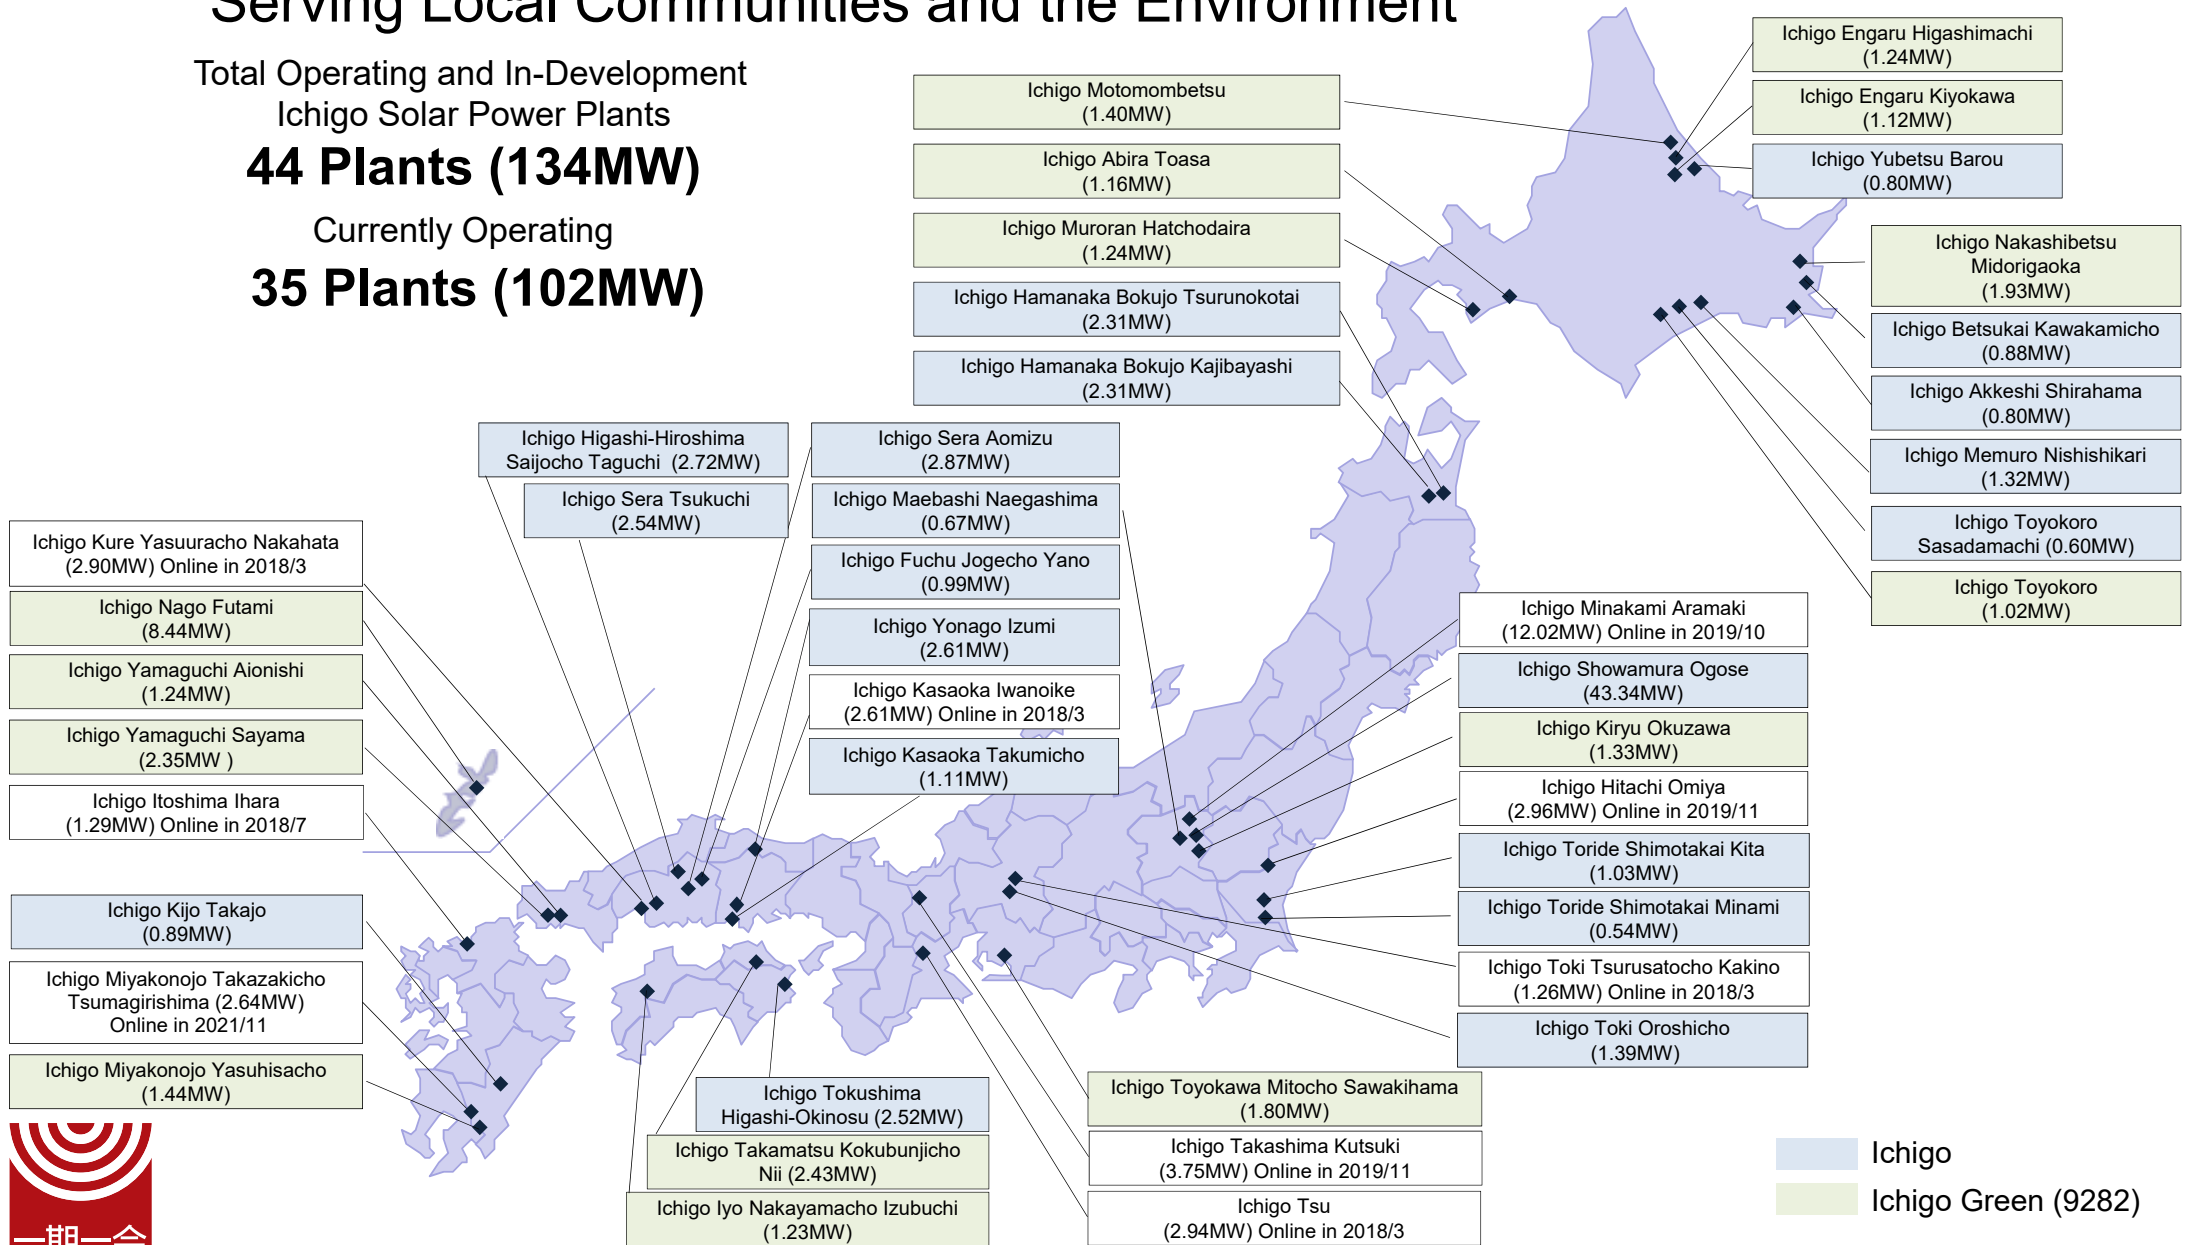 Serving Local Communities and the Environment
Total Operating and In-Development
Ichigo Solar Power Plants
44 Plants (134MW)
Currently Operating
35 Plants (102MW)
Ichigo Motomombetsu
(1.40MW)
Ichigo Abira Toasa
(1.16MW)
Ichigo Muroran Hatchodaira
(1.24MW)
Ichigo Hamanaka Bokujo Tsurunokotai
(2.31MW)
Ichigo Hamanaka Bokujo Kajibayashi
(2.31MW)
Ichigo Engaru Higashimachi
(1.24MW)
Ichigo Engaru Kiyokawa
(1.12MW)
Ichigo Yubetsu Barou
(0.80MW)
Ichigo Nakashibetsu
Midorigaoka
(1.93MW)
Ichigo Betsukai Kawakamicho
(0.88MW)
Ichigo Akkeshi Shirahama
(0.80MW)
Ichigo Memuro Nishishikari
(1.32MW)
Ichigo Toyokoro
Sasadamachi (0.60MW)
Ichigo Toyokoro
(1.02MW)
Ichigo Higashi-Hiroshima
Saijocho Taguchi (2.72MW)
Ichigo Sera Tsukuchi
(2.54MW)
Ichigo Sera Aomizu
(2.87MW)
Ichigo Maebashi Naegashima
(0.67MW)
Ichigo Fuchu Jogecho Yano
(0.99MW)
Ichigo Yonago Izumi
(2.61MW)
Ichigo Kasaoka Iwanoike
(2.61MW) Online in 2018/3
Ichigo Kasaoka Takumicho
(1.11MW)
Ichigo Kure Yasuuracho Nakahata
(2.90MW) Online in 2018/3
Ichigo Nago Futami
(8.44MW)
Ichigo Yamaguchi Aionishi
(1.24MW)
Ichigo Yamaguchi Sayama
(2.35MW )
Ichigo Itoshima Ihara
(1.29MW) Online in 2018/7
Ichigo Kijo Takajo
(0.89MW)
Ichigo Miyakonojo Takazakicho
Tsumagirishima (2.64MW)
Online in 2021/11
Ichigo Miyakonojo Yasuhisacho
(1.44MW)
Ichigo Minakami Aramaki
(12.02MW) Online in 2019/10
Ichigo Showamura Ogose
(43.34MW)
Ichigo Kiryu Okuzawa
(1.33MW)
Ichigo Hitachi Omiya
(2.96MW) Online in 2019/11
Ichigo Toride Shimotakai Kita
(1.03MW)
Ichigo Toride Shimotakai Minami
(0.54MW)
Ichigo Toki Tsurusatocho Kakino
(1.26MW) Online in 2018/3
Ichigo Toki Oroshicho
(1.39MW)
Ichigo Tokushima
Higashi-Okinosu (2.52MW)
Ichigo Takamatsu Kokubunjicho
Nii (2.43MW)
Ichigo Iyo Nakayamacho Izubuchi
(1.23MW)
Ichigo Toyokawa Mitocho Sawakihama
(1.80MW)
Ichigo Takashima Kutsuki
(3.75MW) Online in 2019/11
Ichigo Tsu
(2.94MW) Online in 2018/3
Ichigo
Ichigo Green (9282)
一期一会